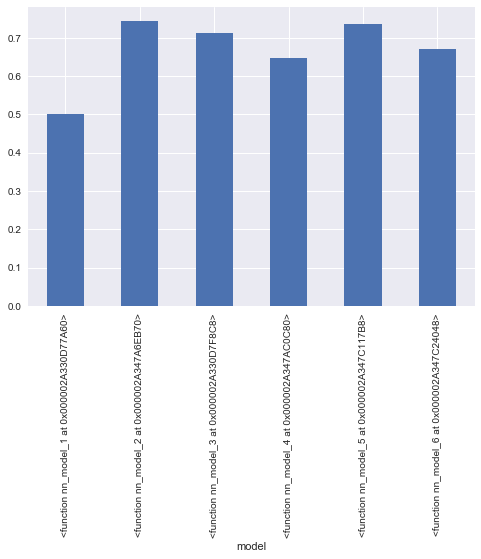 0.7
0.6
0.5
0.4
0.3
0.2
0.1
0.0
<function nn_model_1 at 0x000002A330D77A60>
<function nn_model_2 at 0x000002A347A6EB70>
<function nn_model_3 at 0x000002A330D7F8C8>
<function nn_model_4 at 0x000002A347AC0C80>
<function nn_model_5 at 0x000002A347C117B8>
<function nn_model_6 at 0x000002A347C24048>
model